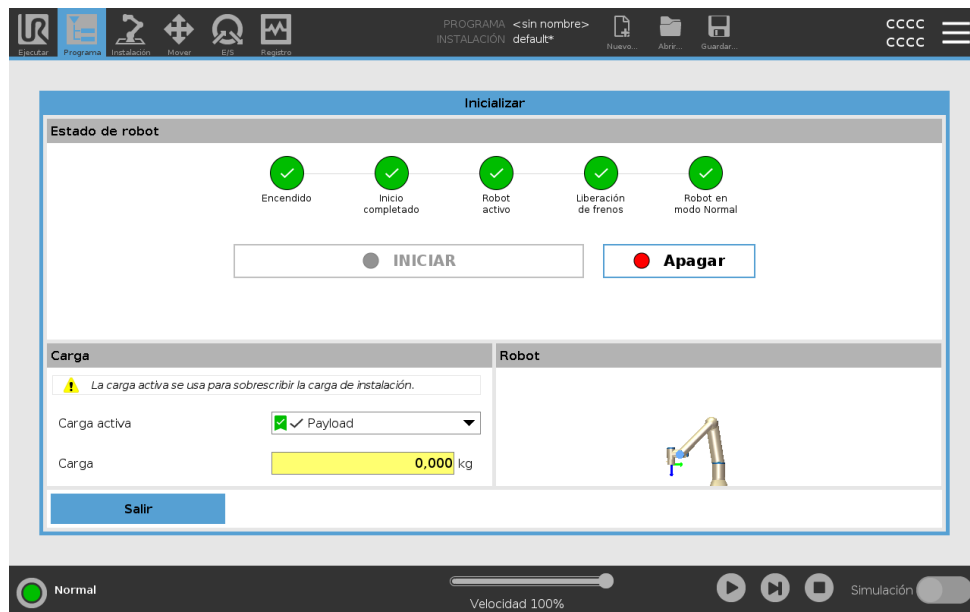 UR
PROGRAMA <sin nombre>
INSTALACIÓN default*
CCCC
CCCC
Ejecutar Programa Instalación Mover E/S Registro Nuevo... Abrir... Guardar...
Inicializar
Estado de robot
Encendido
Inicio
completado
Robot
activo
Liberación
de frenos
Robot en
modo Normal
INICIAR
Apagar
Carga
La carga activa se usa para sobrescribir la carga de instalación.
Carga activa
Payload
Carga
0,000 kg
Robot
Salir
Normal
Velocidad 100%
Simulación